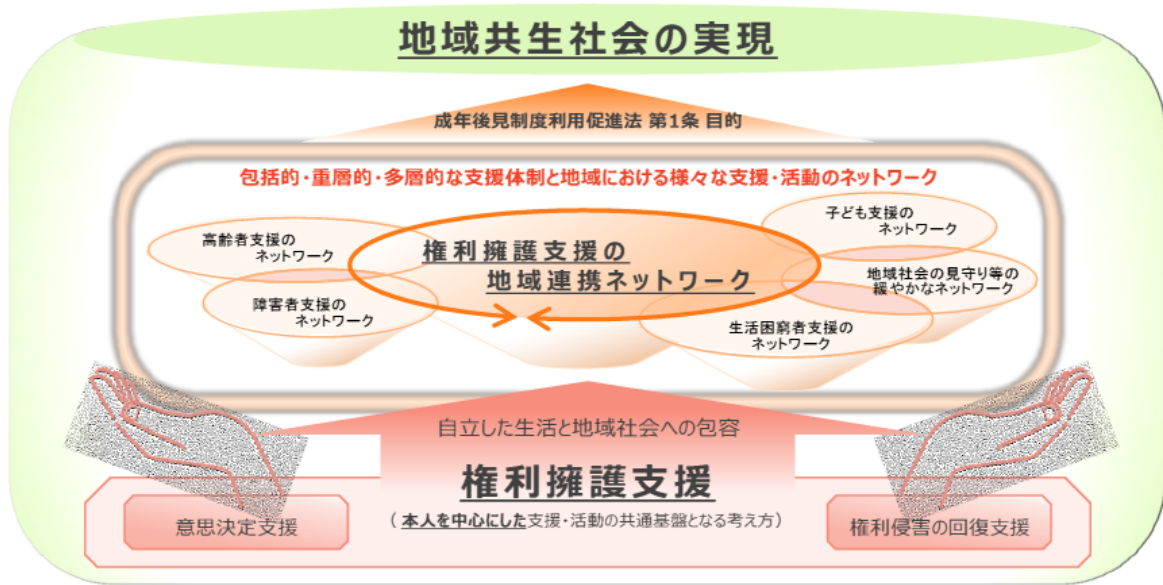 地域共生社会の実現
成年後見制度利用促進法 第1条 目的
包括的・重層的・多層的な支援体制と地域における様々な支援・活動のネットワーク
高齢者支援の
ネットワーク
障害者支援の
ネットワーク
権利擁護支援の
地域連携ネットワーク
子ども支援の
ネットワーク
地域社会の見守り等の
緩やかなネットワーク
生活困窮者支援の
ネットワーク
自立した生活と地域社会への包容
権利擁護支援
(本人を中心にした支援・活動の共通基盤となる考え方)
意思決定支援
権利侵害の回復支援